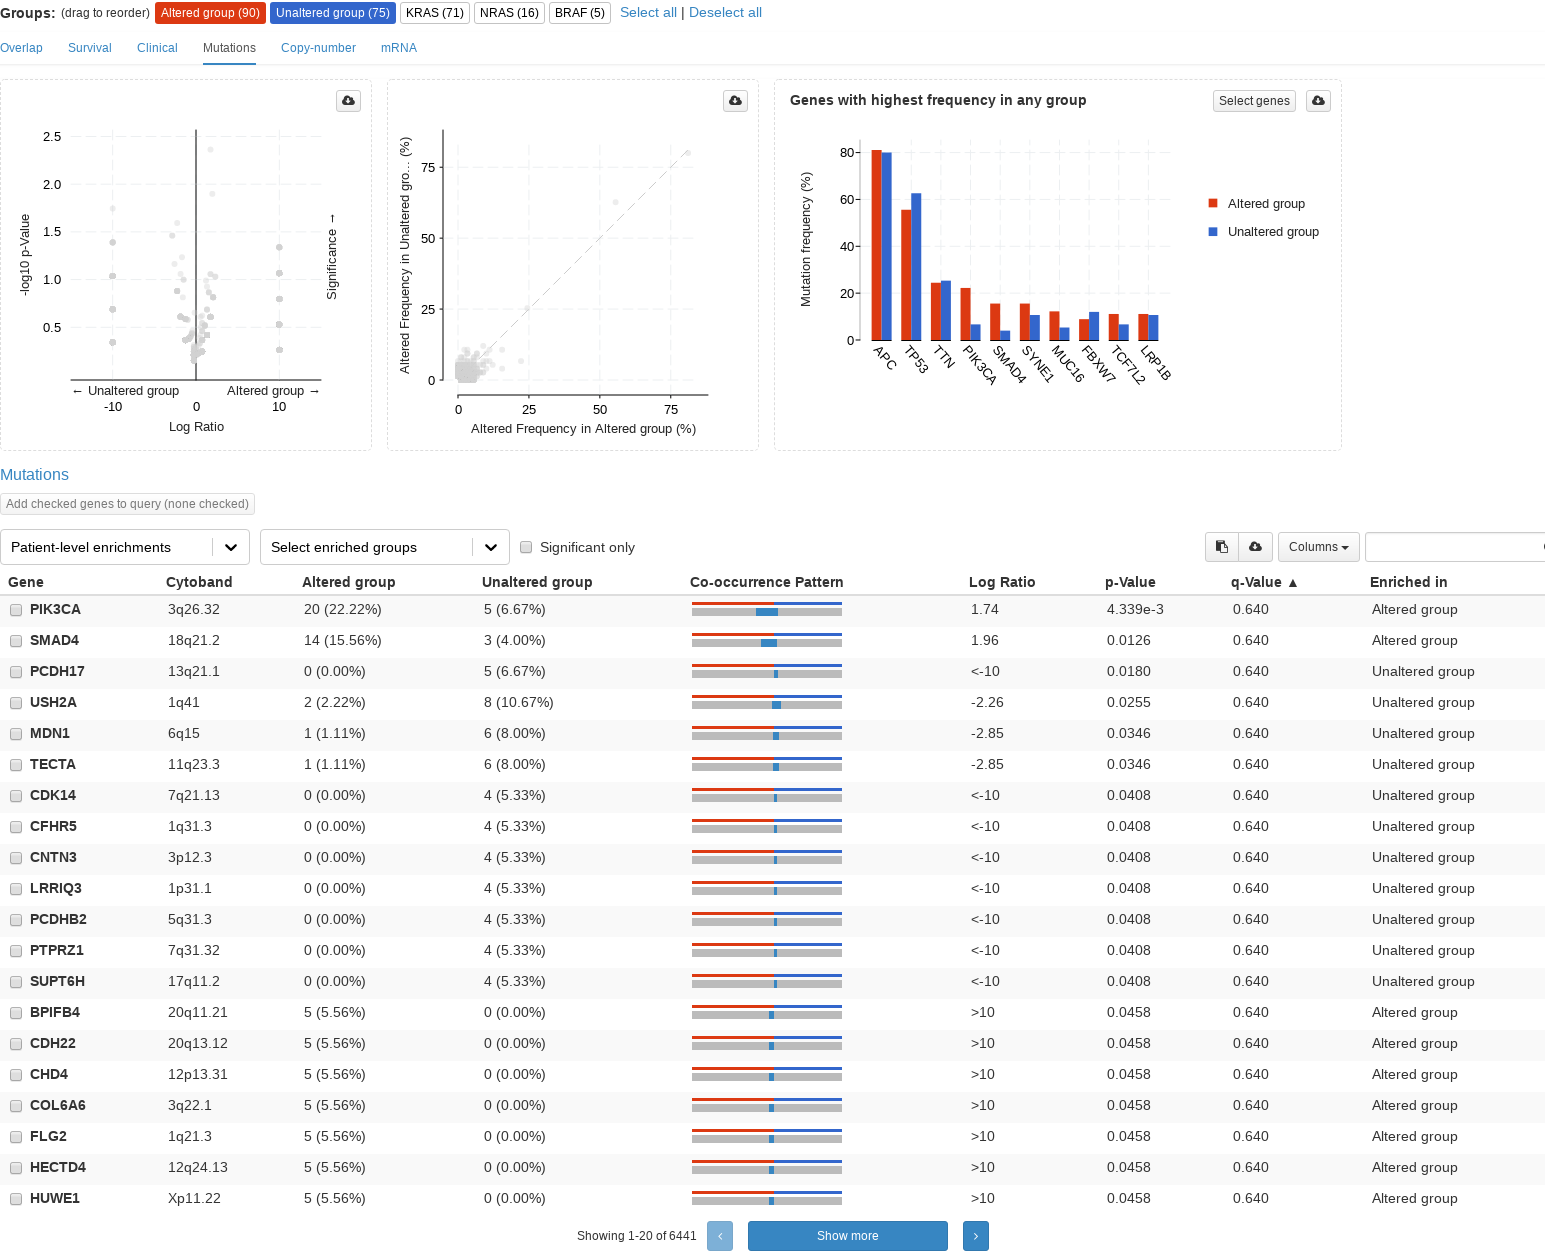 Groups: (drag to reorder) Altered group (90) Unaltered group (75) KRAS (71) NRAS (16) BRAF (5) Select all | Deselect all
Overlap Survival Clinical Mutations Copy-number mRNA
2.5
2.0
1.5
1.0
0.5
-log10 p-Value
Significance →
← Unaltered group Altered group →
-10 0 10
Log Ratio
75
50
25
0
Altered Frequency in Unaltered gro... (%)
0 25 50 75
Altered Frequency in Altered group (%)
Genes with highest frequency in any group Select genes
80
60
40
20
0
Mutation frequency (%)
APC TP53 TTN PIK3CA SMAD4 SYNE1 MUC16 FBXW7 TCF7L2 LRP1B
Altered group
Unaltered group
Mutations
Add checked genes to query (none checked)
Patient-level enrichments Select enriched groups Significant only Columns
Gene Cytoband Altered group Unaltered group Co-occurrence Pattern Log Ratio p-Value q-Value ▲ Enriched in
PIK3CA 3q26.32 20 (22.22%) 5 (6.67%) 1.74 4.339e-3 0.640 Altered group
SMAD4 18q21.2 14 (15.56%) 3 (4.00%) 1.96 0.0126 0.640 Altered group
PCDH17 13q21.1 0 (0.00%) 5 (6.67%) <-10 0.0180 0.640 Unaltered group
USH2A 1q41 2 (2.22%) 8 (10.67%) -2.26 0.0255 0.640 Unaltered group
MDN1 6q15 1 (1.11%) 6 (8.00%) -2.85 0.0346 0.640 Unaltered group
TECTA 11q23.3 1 (1.11%) 6 (8.00%) -2.85 0.0346 0.640 Unaltered group
CDK14 7q21.13 0 (0.00%) 4 (5.33%) <-10 0.0408 0.640 Unaltered group
CFHR5 1q31.3 0 (0.00%) 4 (5.33%) <-10 0.0408 0.640 Unaltered group
CNTN3 3p12.3 0 (0.00%) 4 (5.33%) <-10 0.0408 0.640 Unaltered group
LRRIQ3 1p31.1 0 (0.00%) 4 (5.33%) <-10 0.0408 0.640 Unaltered group
PCDHB2 5q31.3 0 (0.00%) 4 (5.33%) <-10 0.0408 0.640 Unaltered group
PTPRZ1 7q31.32 0 (0.00%) 4 (5.33%) <-10 0.0408 0.640 Unaltered group
SUPT6H 17q11.2 0 (0.00%) 4 (5.33%) <-10 0.0408 0.640 Unaltered group
BPIFB4 20q11.21 5 (5.56%) 0 (0.00%) >10 0.0458 0.640 Altered group
CDH22 20q13.12 5 (5.56%) 0 (0.00%) >10 0.0458 0.640 Altered group
CHD4 12p13.31 5 (5.56%) 0 (0.00%) >10 0.0458 0.640 Altered group
COL6A6 3q22.1 5 (5.56%) 0 (0.00%) >10 0.0458 0.640 Altered group
FLG2 1q21.3 5 (5.56%) 0 (0.00%) >10 0.0458 0.640 Altered group
HECTD4 12q24.13 5 (5.56%) 0 (0.00%) >10 0.0458 0.640 Altered group
HUWE1 Xp11.22 5 (5.56%) 0 (0.00%) >10 0.0458 0.640 Altered group
Showing 1-20 of 6441 ‹ Show more ›